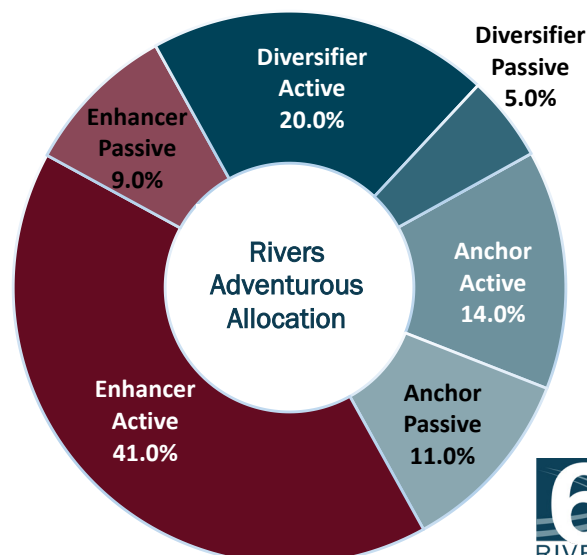 Diversifier
Active
20.0%
Diversifier
Passive
5.0%
Anchor
Active
14.0%
Anchor
Passive
11.0%
Enhancer
Active
41.0%
Enhancer
Passive
9.0%
Rivers
Adventurous
Allocation
6